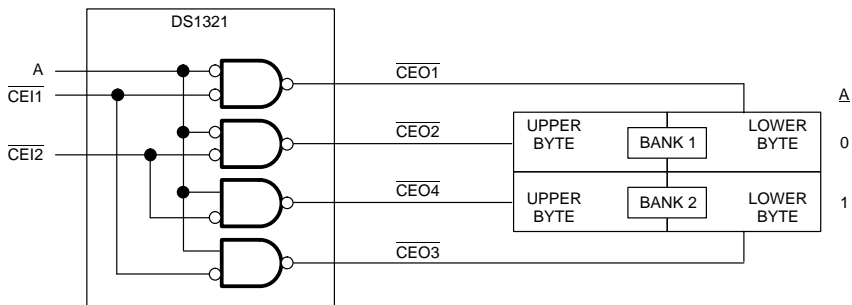 DS1321
A
CEI1
CEI2
CEO1
CEO2
CEO4
CEO3
A
UPPER BYTE
BANK 1
LOWER BYTE
0
UPPER BYTE
BANK 2
LOWER BYTE
1